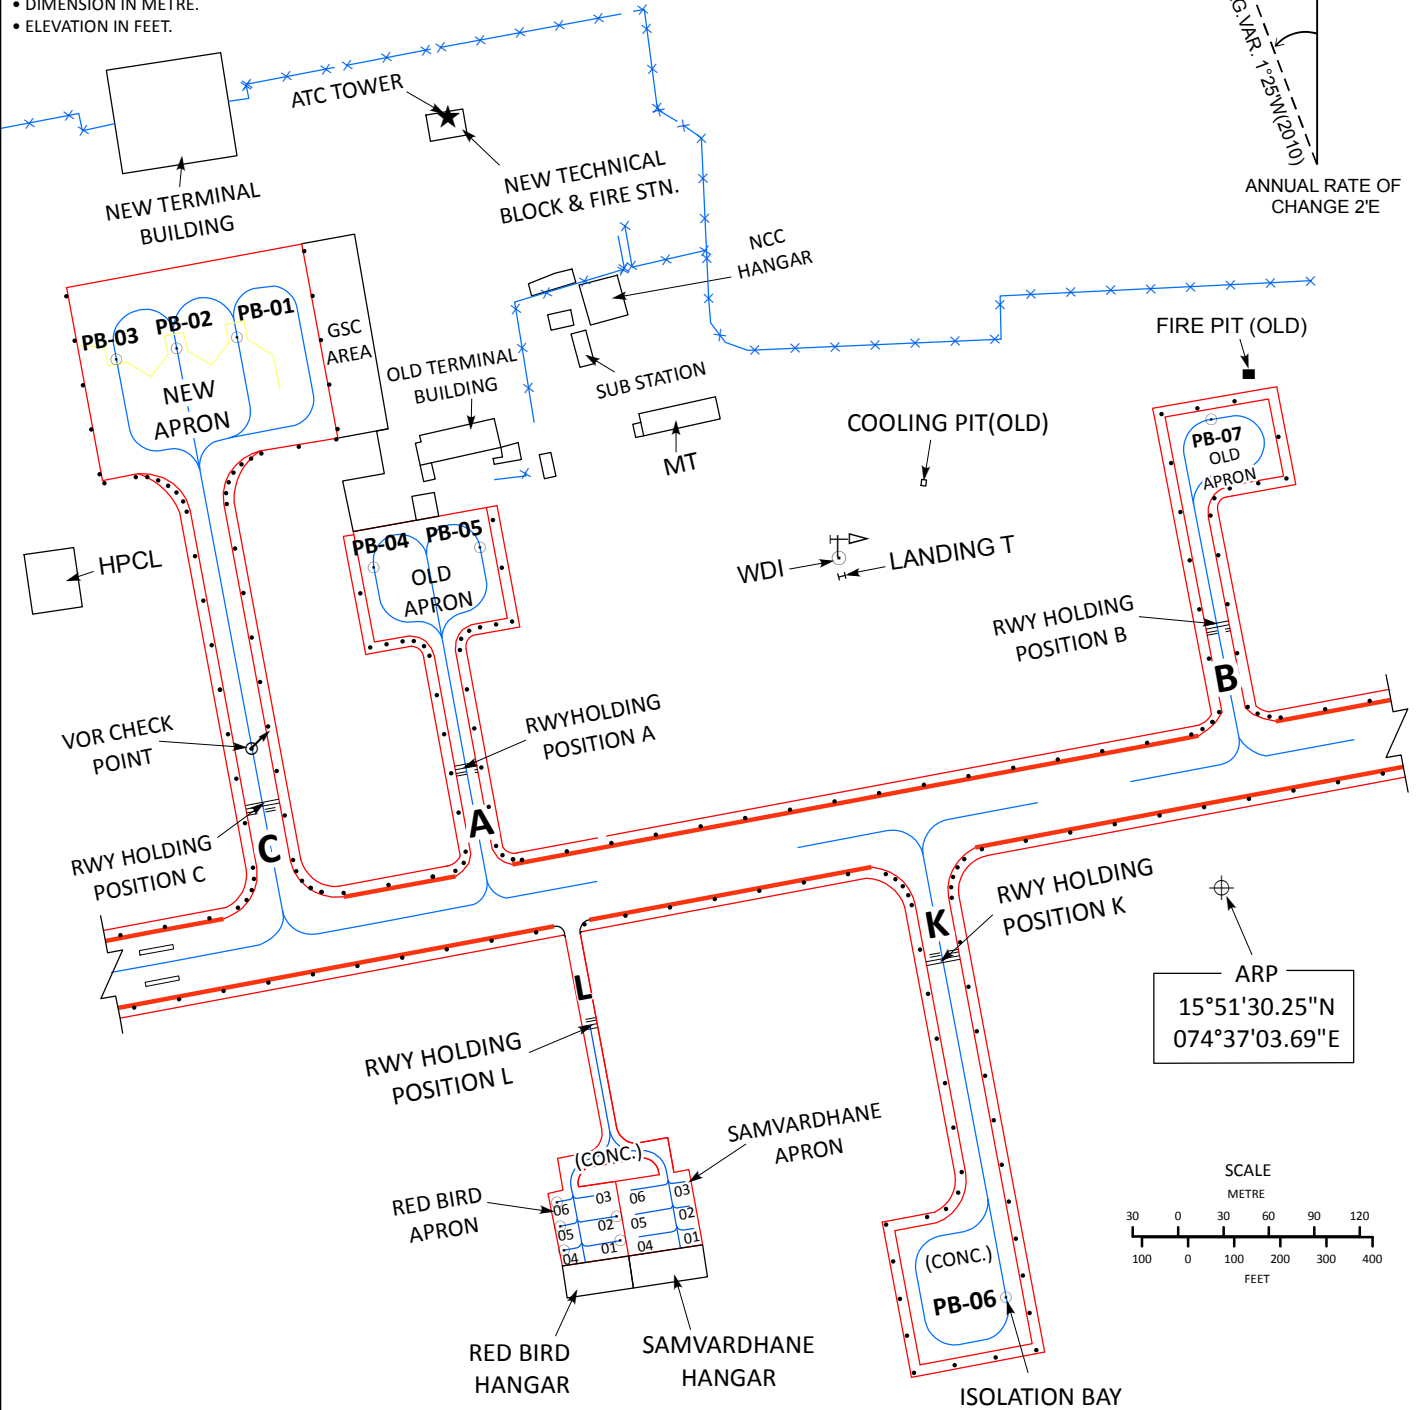 • DIMENSION IN METRE.
• ELEVATION IN FEET.
G.VAR. 1°25'W(2010)
ANNUAL RATE OF
CHANGE 2'E
ATC TOWER
NEW TECHNICAL
BLOCK & FIRE STN.
NEW TERMINAL
BUILDING
NCC
HANGAR
PB-03
PB-02
PB-01
GSC
AREA
NEW
APRON
OLD TERMINAL
BUILDING
SUB STATION
MT
FIRE PIT (OLD)
COOLING PIT(OLD)
PB-07
OLD
APRON
HPCL
PB-04
PB-05
OLD
APRON
WDI
LANDING T
RWY HOLDING
POSITION B
B
VOR CHECK
POINT
RWYHOLDING
POSITION A
A
RWY HOLDING
POSITION C
C
RWY HOLDING
POSITION K
K
ARP
15°51'30.25"N
074°37'03.69"E
L
RWY HOLDING
POSITION L
SAMVARDHANE
APRON
(CONC.)
RED BIRD
APRON
06 03 06 03
05 02 05 02
04 01 04 01
SCALE
METRE
30 0 30 60 90 120
100 0 100 200 300 400
FEET
(CONC.)
PB-06
RED BIRD
HANGAR
SAMVARDHANE
HANGAR
ISOLATION BAY